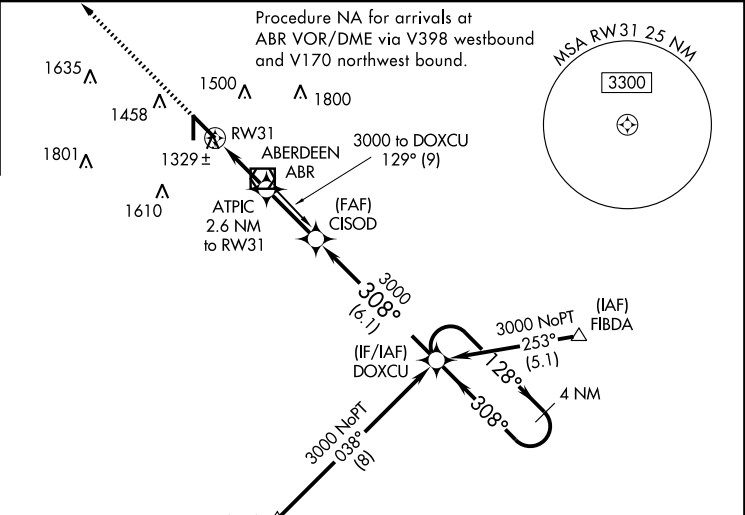 Procedure NA for arrivals at
ABR VOR/DME via V398 westbound
and V170 northwest bound.
MSA RW31 25 NM
3300
1635
1458
1500
1800
RW31
1329 ±
1801
1610
ABERDEEN
ABR
3000 to DOXCU
129° (9)
ATPIC
2.6 NM
to RW31
(FAF)
CISOD
3000
308°
(6.1)
(IF/IAF)
DOXCU
3000 NoPT
253°
(5.1)
(IAF)
FIBDA
128°
308°
4 NM
3000 NoPT
038°
(8)